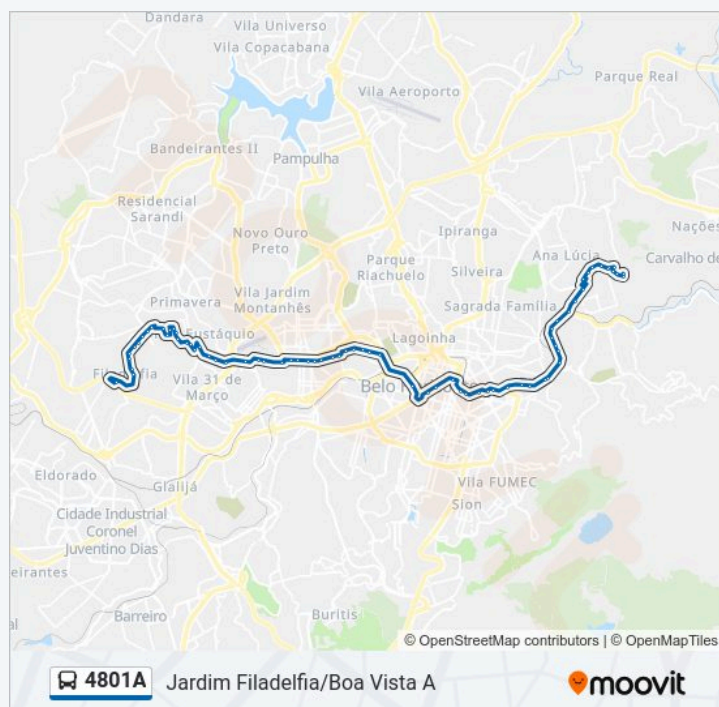 Dandara
Vila Universo
Vila Copacabana
Parque Real
Vila Aeroporto
Bandeirantes II
Pampulha
Residencial
Sarandi
Nações
Novo Ouro
Preto
Ipiranga
Ana Lúcia
Carvalho de
Parque
Riachuelo
Silveira
Primavera
Vila Jardim
Montanhês
Sagrada Família
Eustáquio
Lagoinha
Filadelfia
Vila 31 de
Março
Belo
Eldorado
Glalijá
Vila FUMEC
Sion
Cidade Industrial
Coronel
Juventino Dias
eirantes
Barreiro
Buritis
al
© OpenStreetMap contributors | © OpenMapTiles
4801A Jardim Filadelfia/Boa Vista A moovit